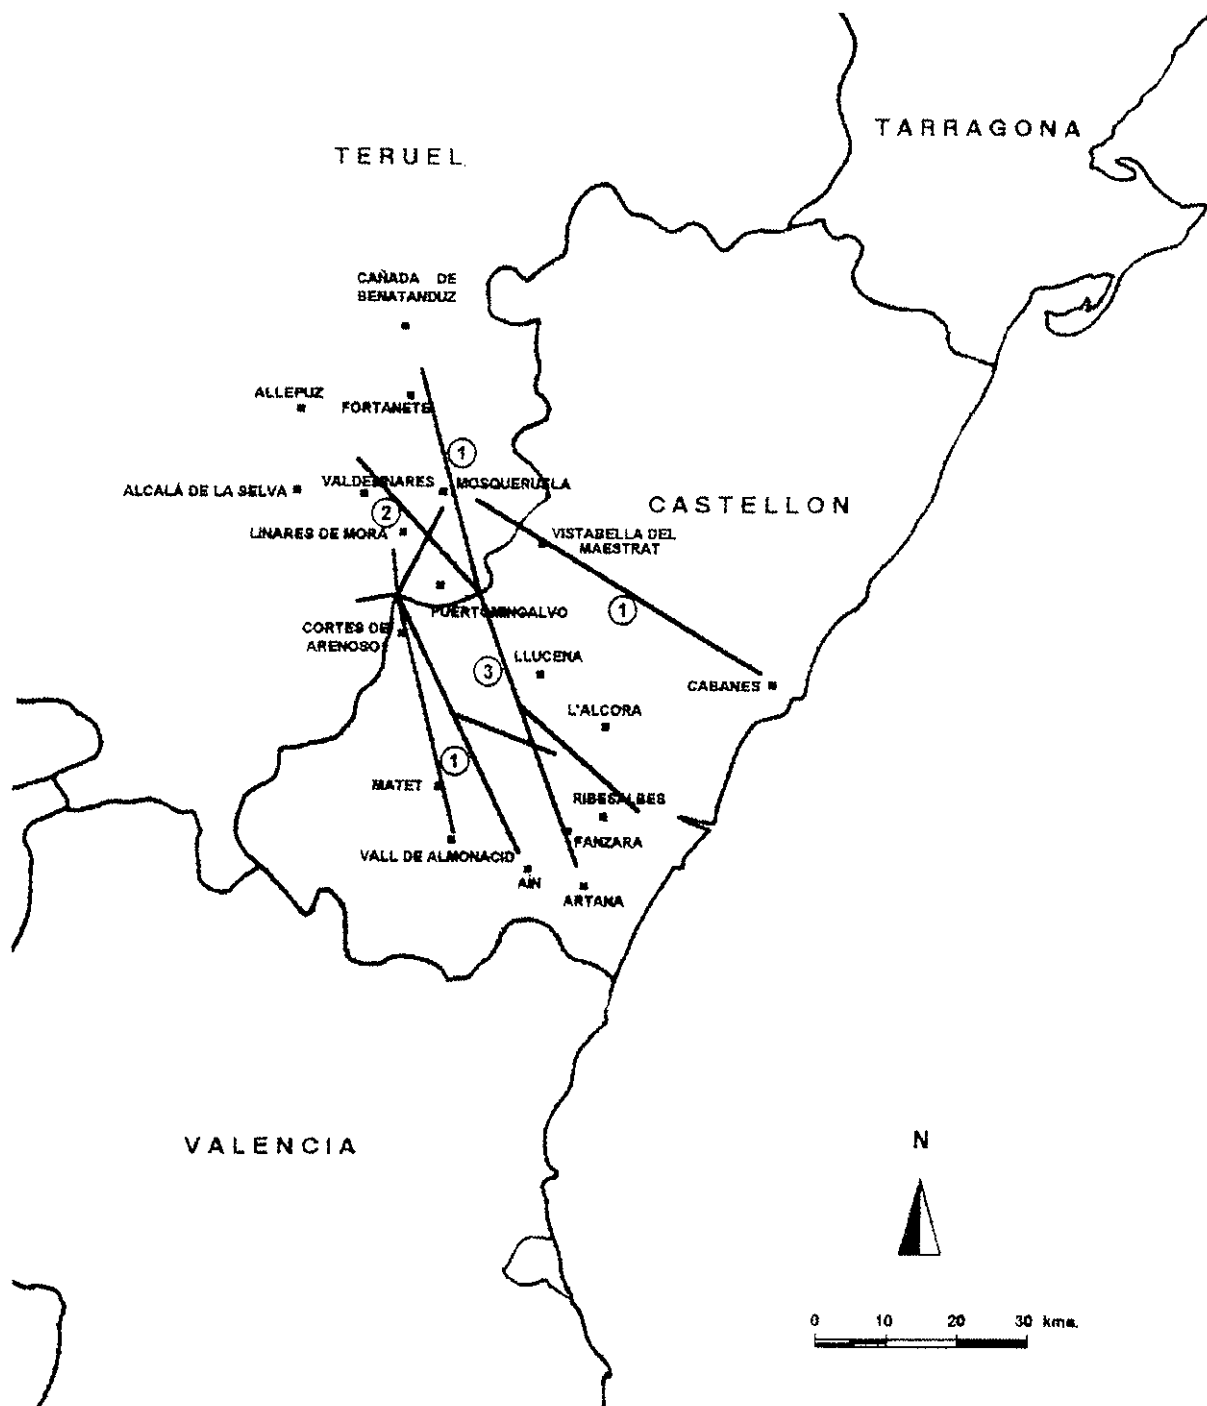 TARRAGONA
TERUEL
CAÑADA DE
BENATANDUZ
ALLEPUZ
FORTANETE
1
ALCALÁ DE LA SELVA
VALDELINARES
MOSQUERUELA
CASTELLON
2
LINARES DE MORA
VISTABELLA DEL
MAESTRAT
PUERTOMINGALVO
1
CORTES DE
ARENOSOS
LLUCENA
3
CABANES
L'ALCORA
1
MATET
RIBESALBES
FANZARA
VALL DE ALMONACID
AIN
ARTANA
VALENCIA
N
0 10 20 30 kms.